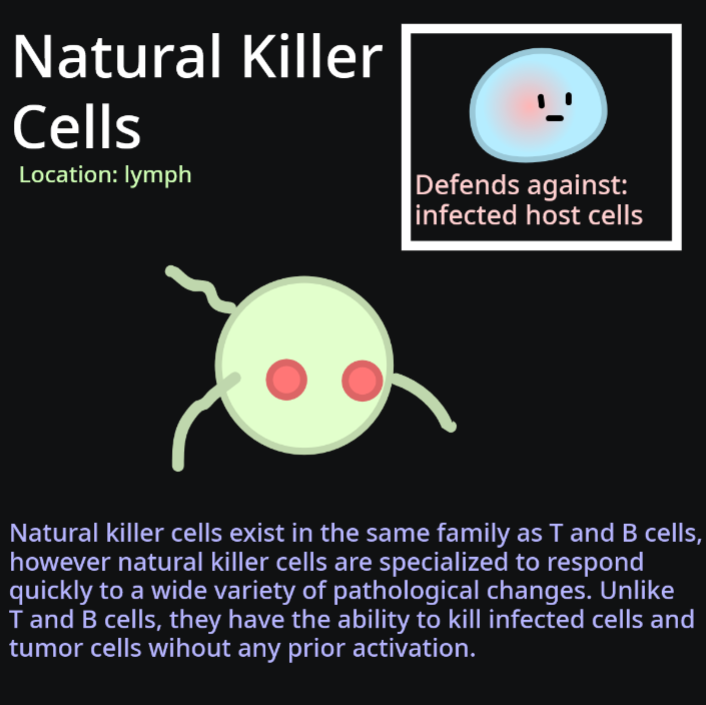 Natural Killer
Cells
Location: lymph
Defends against:
infected host cells
Natural killer cells exist in the same family as T and B cells,
however natural killer cells are specialized to respond
quickly to a wide variety of pathological changes. Unlike
T and B cells, they have the ability to kill infected cells and
tumor cells wihout any prior activation.